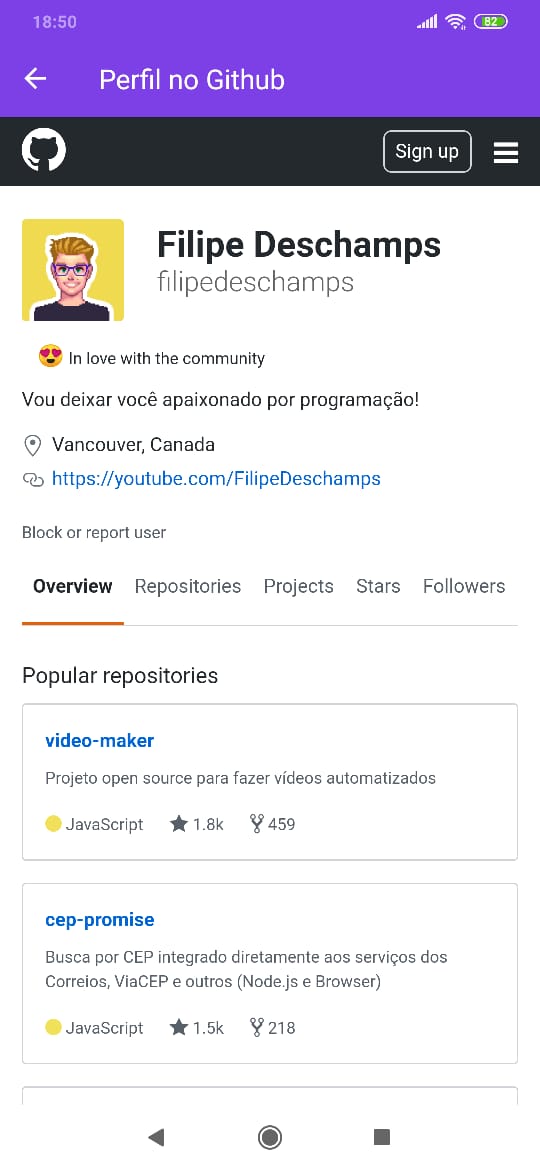 18:50
82
Perfil no Github
Sign up
Filipe Deschamps
filipedeschamps
In love with the community
Vou deixar você apaixonado por programação!
Vancouver, Canada
https://youtube.com/FilipeDeschamps
Block or report user
Overview Repositories Projects Stars Followers
Popular repositories
video-maker
Projeto open source para fazer vídeos automatizados
JavaScript 1.8k 459
cep-promise
Busca por CEP integrado diretamente aos serviços dos
Correios, ViaCEP e outros (Node.js e Browser)
JavaScript 1.5k 218